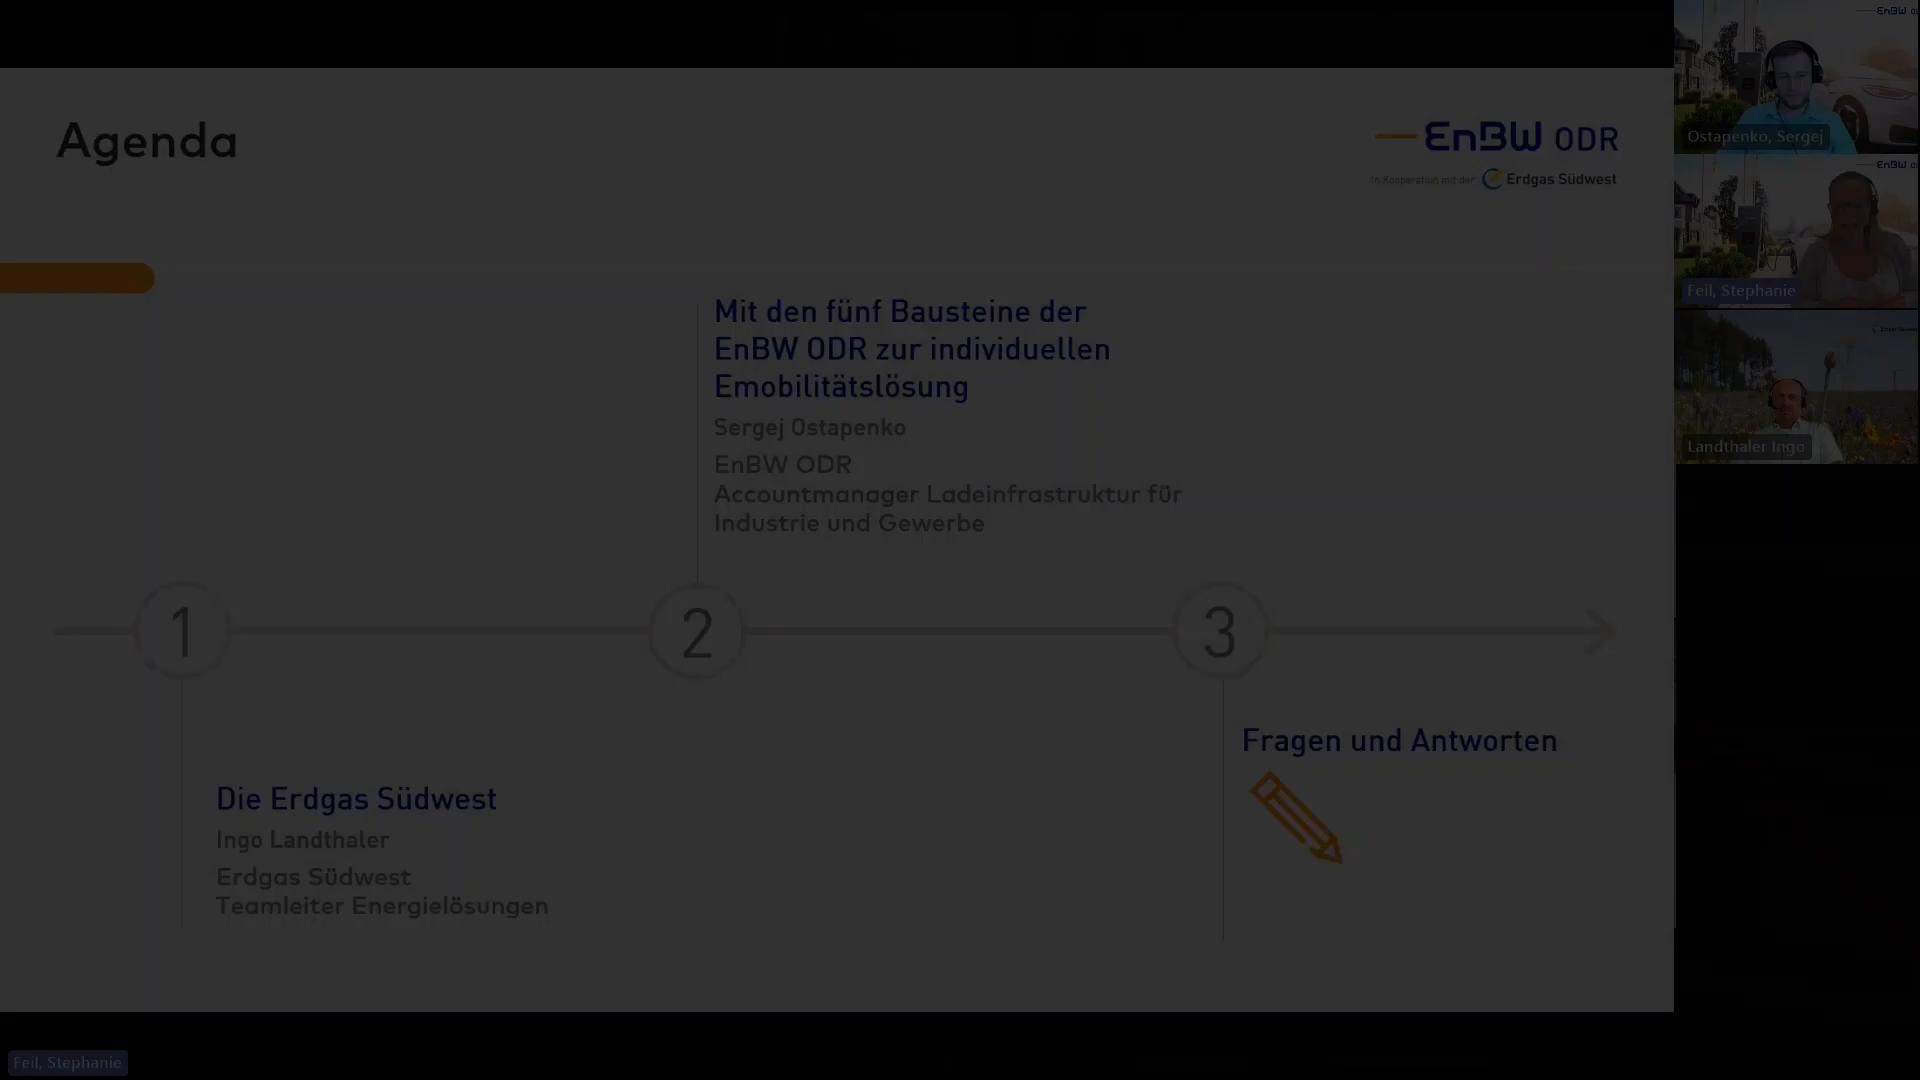 Agenda
EnBW ODR
In Kooperation mit der Erdgas Südwest
Mit den fünf Bausteine der
EnBW ODR zur individuellen
Emobilitätslösung
Sergej Ostapenko
EnBW ODR
Accountmanager Ladeinfrastruktur für
Industrie und Gewerbe
1
2
3
Die Erdgas Südwest
Ingo Landthaler
Erdgas Südwest
Teamleiter Energielösungen
Fragen und Antworten
EnBW
Ostapenko, Sergej
EnBW
Feil, Stephanie
Landthaler Ingo
Feil, Stephanie